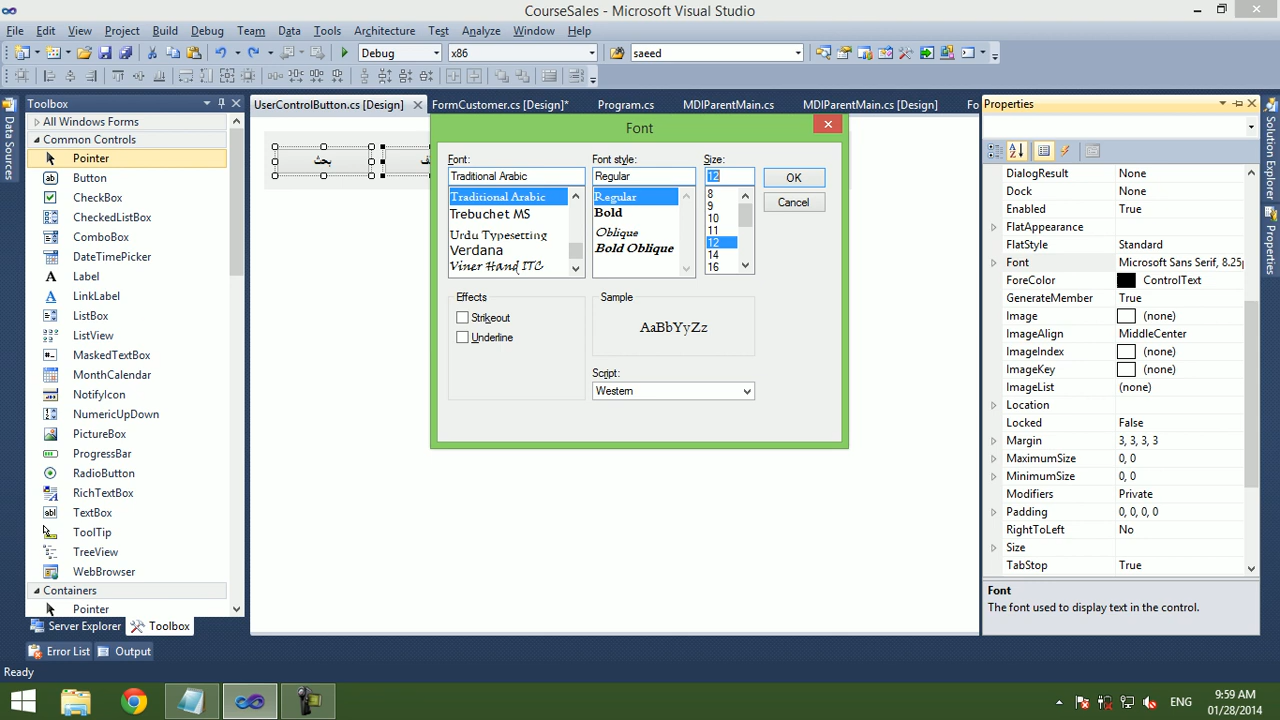 CourseSales - Microsoft Visual Studio
File Edit View Project Build Debug Team Data Tools Architecture Test Analyze Window Help
Debug x86 saeed
Toolbox
UserControlButton.cs [Design] FormCustomer.cs [Design]* Program.cs MDIParentMain.cs MDIParentMain.cs [Design] Fo
Properties
Data Sources
All Windows Forms
Common Controls
Pointer
Button
CheckBox
CheckedListBox
ComboBox
DateTimePicker
Label
LinkLabel
ListBox
ListView
MaskedTextBox
MonthCalendar
NotifyIcon
NumericUpDown
PictureBox
ProgressBar
RadioButton
RichTextBox
TextBox
ToolTip
TreeView
WebBrowser
Containers
Pointer
Server Explorer Toolbox
Error List Output
Ready
بحث
Font
Font: Font style: Size:
Traditional Arabic Regular 12
Traditional Arabic
Trebuchet MS
Urdu Typesetting
Verdana
Viner Hand ITC
Regular
Bold
Oblique
Bold Oblique
8
9
10
11
12
14
16
OK
Cancel
Effects
Strikeout
Underline
Sample
AaBbYyZz
Script:
Western
DialogResult None
Dock None
Enabled True
FlatAppearance
FlatStyle Standard
Font Microsoft Sans Serif, 8.25p
ForeColor ControlText
GenerateMember True
Image (none)
ImageAlign MiddleCenter
ImageIndex (none)
ImageKey (none)
ImageList (none)
Location
Locked False
Margin 3, 3, 3, 3
MaximumSize 0, 0
MinimumSize 0, 0
Modifiers Private
Padding 0, 0, 0, 0
RightToLeft No
Size
TabStop True
Font
The font used to display text in the control.
Solution Explorer
Properties
ENG
9:59 AM
01/28/2014